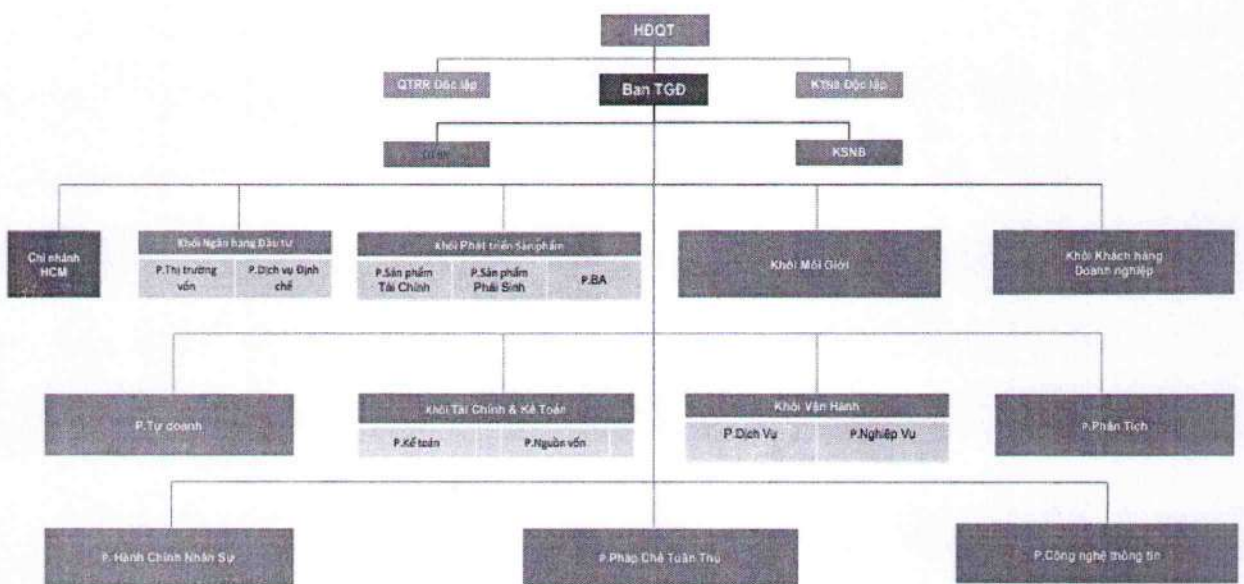 HĐQT
QTRR Độc lập
Ban TGĐ
KTNB Độc lập
KSNB
Chi nhánh
HCM
Khối Ngân hàng Đầu tư
P.Thị trường
vốn
P.Dịch vụ Định
chế
Khối Phát triển Sản phẩm
P.Sản phẩm
Tài Chính
P.Sản phẩm
Phái Sinh
P.BA
Khối Môi Giới
Khối Khách hàng
Doanh nghiệp
P.Tự doanh
Khối Tài Chính & Kế Toán
P.Kế toán
P.Nguồn vốn
Khối Vận Hành
P.Dịch Vụ
P.Nghiệp Vụ
P.Phân Tích
P. Hành Chính Nhân Sự
P.Pháp Chế Tuân Thủ
P.Công nghệ thông tin